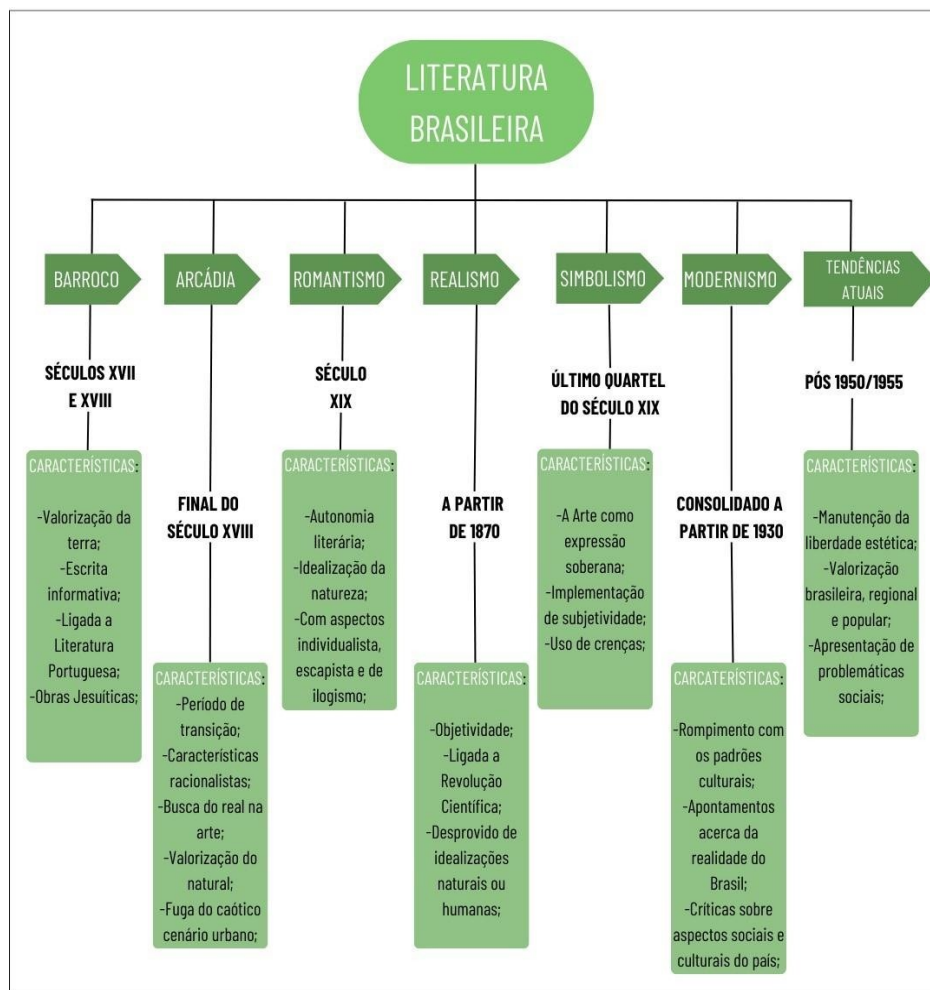 LITERATURA
BRASILEIRA
BARROCO
ARCÁDIA
ROMANTISMO
REALISMO
SIMBOLISMO
MODERNISMO
TENDÊNCIAS
ATUAIS
SÉCULOS XVII
E XVIII
CARACTERÍSTICAS:
-Valorização da
terra;
-Escrita
informativa;
-Ligada a
Literatura
Portuguesa;
-Obras Jesuíticas;
FINAL DO
SÉCULO XVIII
CARACTERÍSTICAS:
-Período de
transição;
-Características
racionalistas;
-Busca do real na
arte;
-Valorização do
natural;
-Fuga do caótico
cenário urbano;
SÉCULO
XIX
CARACTERÍSTICAS:
-Autonomia
literária;
-Idealização da
natureza;
-Com aspectos
individualista,
escapista e de
ilogismo;
A PARTIR
DE 1870
CARACTERÍSTICAS:
-Objetividade;
-Ligada a
Revolução
Científica;
-Desprovido de
idealizações
naturais ou
humanas;
ÚLTIMO QUARTEL
DO SÉCULO XIX
CARACTERÍSTICAS:
-A Arte como
expressão
soberana;
-Implementação
de subjetividade;
-Uso de crenças;
CONSOLIDADO A
PARTIR DE 1930
CARCATERÍSTICAS:
-Rompimento com
os padrões
culturais;
-Apontamentos
acerca da
realidade do
Brasil;
-Críticas sobre
aspectos sociais e
culturais do país;
PÓS 1950/1955
CARACTERÍSTICAS:
-Manutenção da
liberdade estética;
-Valorização
brasileira, regional
e popular;
-Apresentação de
problemáticas
sociais;